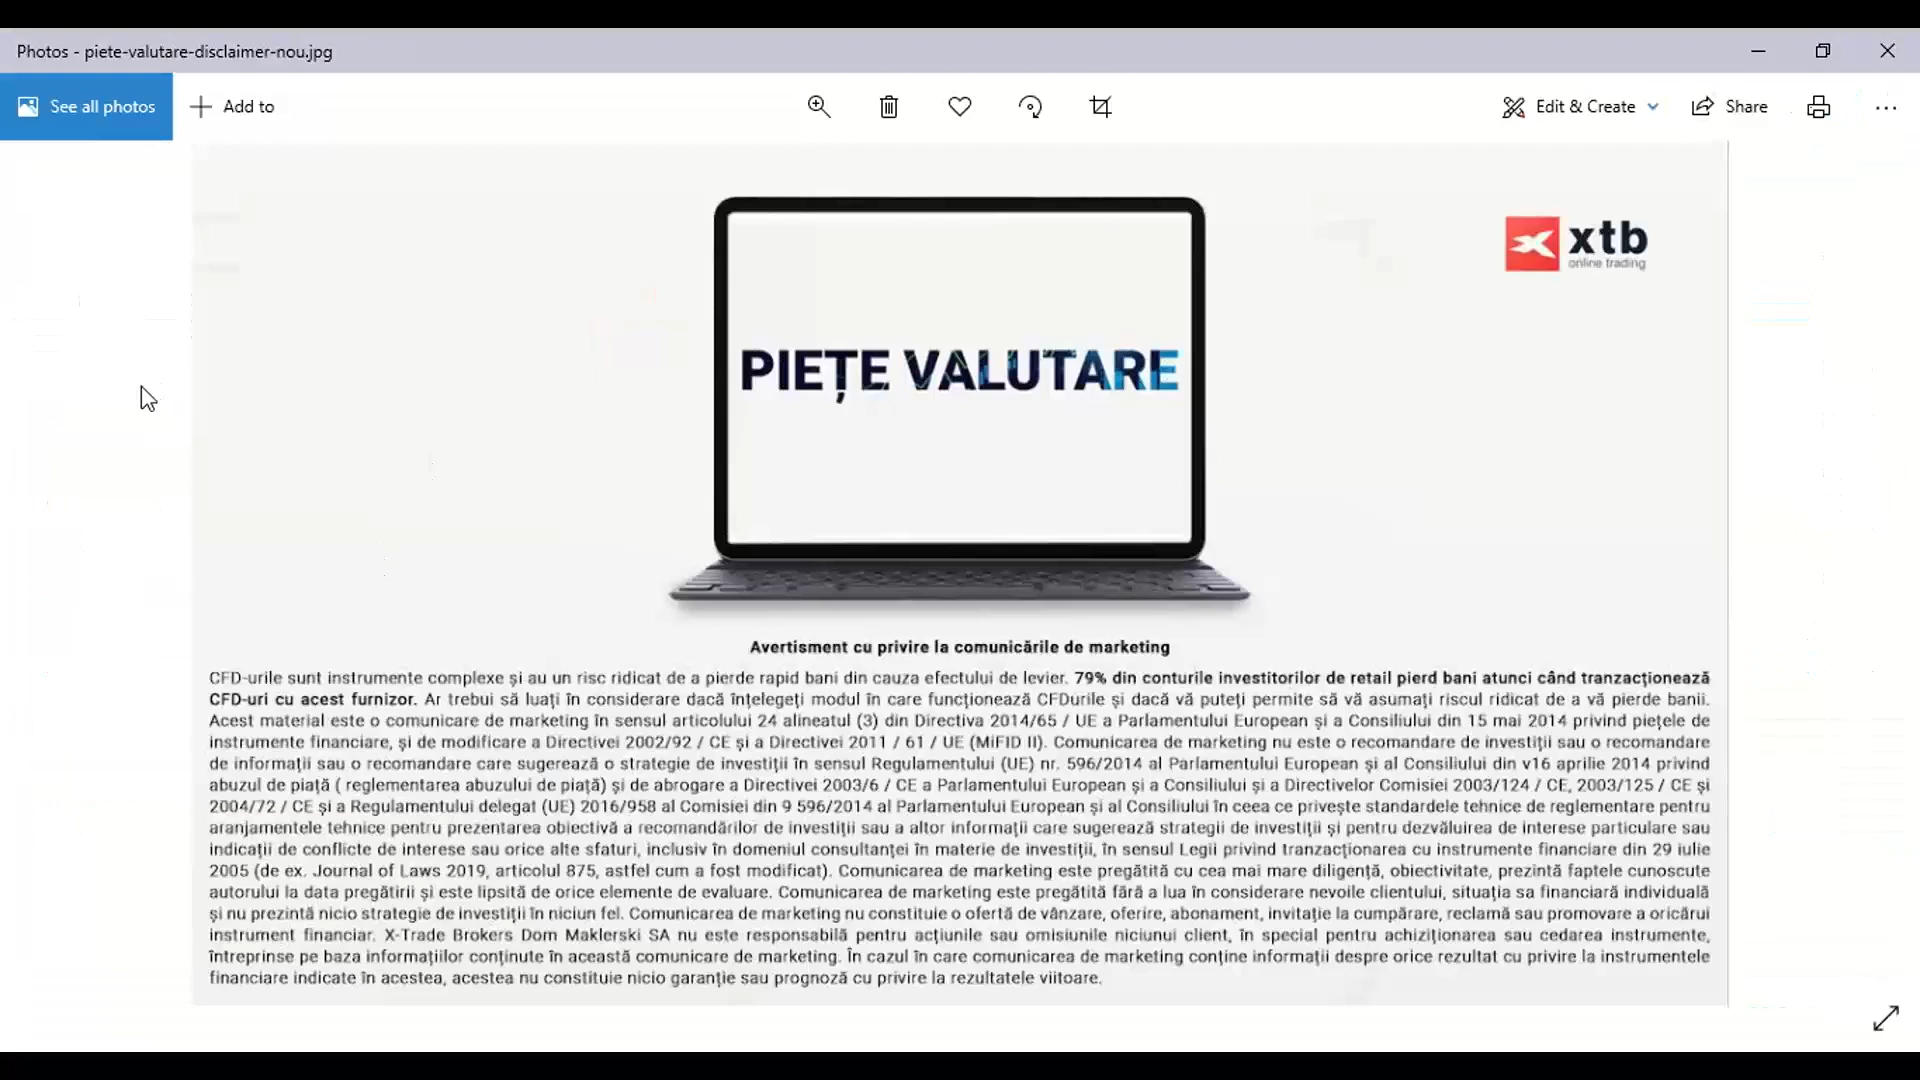 Photos - piete-valutare-disclaimer-nou.jpg
See all photos
Add to
Edit & Create
Share
xtb
online trading
PIEȚE VALUTARE
Avertisment cu privire la comunicările de marketing
CFD-urile sunt instrumente complexe și au un risc ridicat de a pierde rapid bani din cauza efectului de levier. 79% din conturile investitorilor de retail pierd bani atunci când tranzacționează
CFD-uri cu acest furnizor. Ar trebui să luați în considerare dacă înțelegeți modul în care funcționează CFDurile și dacă vă puteți permite să vă asumați riscul ridicat de a vă pierde banii.
Acest material este o comunicare de marketing în sensul articolului 24 alineatul (3) din Directiva 2014/65 / UE a Parlamentului European și a Consiliului din 15 mai 2014 privind piețele de
instrumente financiare, și de modificare a Directivei 2002/92 / CE și a Directivei 2011 / 61 / UE (MiFID II). Comunicarea de marketing nu este o recomandare de investiții sau o recomandare
de informații sau o recomandare care sugerează o strategie de investiții în sensul Regulamentului (UE) nr. 596/2014 al Parlamentului European și al Consiliului din v16 aprilie 2014 privind
abuzul de piață ( reglementarea abuzului de piață) și de abrogare a Directivei 2003/6 / CE a Parlamentului European și a Consiliului și a Directivelor Comisiei 2003/124 / CE, 2003/125 / CE și
2004/72 / CE și a Regulamentului delegat (UE) 2016/958 al Comisiei din 9 596/2014 al Parlamentului European și al Consiliului în ceea ce privește standardele tehnice de reglementare pentru
aranjamentele tehnice pentru prezentarea obiectivă a recomandărilor de investiții sau a altor informații care sugerează strategii de investiții și pentru dezvăluirea de interese particulare sau
indicații de conflicte de interese sau orice alte sfaturi, inclusiv în domeniul consultanței în materie de investiții, în sensul Legii privind tranzacționarea cu instrumente financiare din 29 iulie
2005 (de ex. Journal of Laws 2019, articolul 875, astfel cum a fost modificat). Comunicarea de marketing este pregătită cu cea mai mare diligență, obiectivitate, prezintă faptele cunoscute
autorului la data pregătirii și este lipsită de orice elemente de evaluare. Comunicarea de marketing este pregătită fără a lua în considerare nevoile clientului, situația sa financiară individuală
și nu prezintă nicio strategie de investiții în niciun fel. Comunicarea de marketing nu constituie o ofertă de vânzare, oferire, abonament, invitație la cumpărare, reclamă sau promovare a oricărui
instrument financiar. X-Trade Brokers Dom Maklerski SA nu este responsabilă pentru acțiunile sau omisiunile niciunui client, în special pentru achiziționarea sau cedarea instrumente,
întreprinse pe baza informațiilor conținute în această comunicare de marketing. În cazul în care comunicarea de marketing conține informații despre orice rezultat cu privire la instrumentele
financiare indicate în acestea, acestea nu constituie nicio garanție sau prognoză cu privire la rezultatele viitoare.